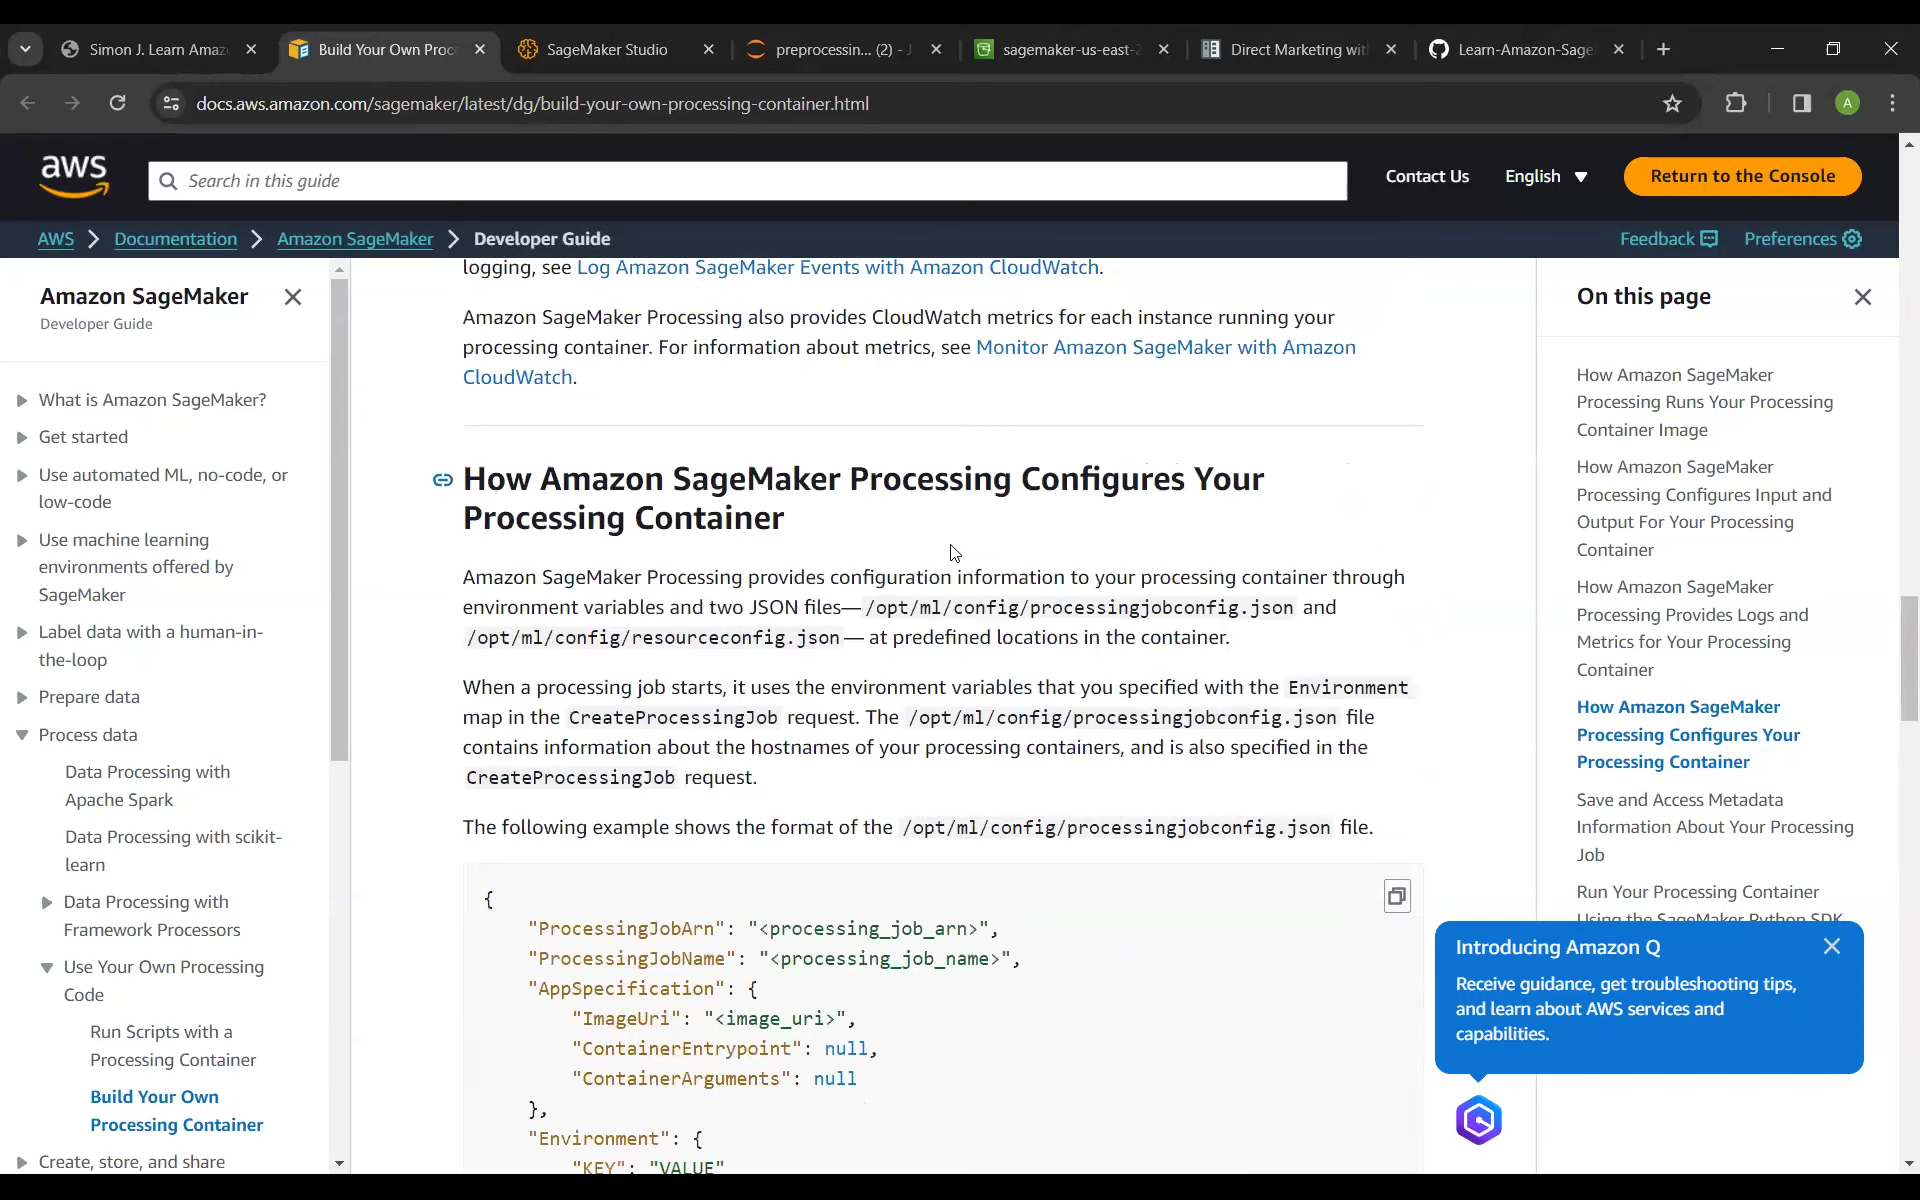 Simon J. Learn Amaz
Build Your Own Proce
SageMaker Studio
preprocessin... (2) - J
sagemaker-us-east-2
Direct Marketing with
Learn-Amazon-Sage
docs.aws.amazon.com/sagemaker/latest/dg/build-your-own-processing-container.html
A
aws
Search in this guide
Contact Us
English
Return to the Console
AWS
Documentation
Amazon SageMaker
Developer Guide
Feedback
Preferences
Amazon SageMaker
Developer Guide
What is Amazon SageMaker?
Get started
Use automated ML, no-code, or
low-code
Use machine learning
environments offered by
SageMaker
Label data with a human-in-
the-loop
Prepare data
Process data
Data Processing with
Apache Spark
Data Processing with scikit-
learn
Data Processing with
Framework Processors
Use Your Own Processing
Code
Run Scripts with a
Processing Container
Build Your Own
Processing Container
Create, store, and share
logging, see Log Amazon SageMaker Events with Amazon CloudWatch.
Amazon SageMaker Processing also provides CloudWatch metrics for each instance running your
processing container. For information about metrics, see Monitor Amazon SageMaker with Amazon
CloudWatch.
How Amazon SageMaker Processing Configures Your
Processing Container
Amazon SageMaker Processing provides configuration information to your processing container through
environment variables and two JSON files—/opt/ml/config/processingjobconfig.json and
/opt/ml/config/resourceconfig.json— at predefined locations in the container.
When a processing job starts, it uses the environment variables that you specified with the Environment
map in the CreateProcessingJob request. The /opt/ml/config/processingjobconfig.json file
contains information about the hostnames of your processing containers, and is also specified in the
CreateProcessingJob request.
The following example shows the format of the /opt/ml/config/processingjobconfig.json file.
{
"ProcessingJobArn": "<processing_job_arn>",
"ProcessingJobName": "<processing_job_name>",
"AppSpecification": {
"ImageUri": "<image_uri>",
"ContainerEntrypoint": null,
"ContainerArguments": null
},
"Environment": {
"KEY": "VALUE"
On this page
How Amazon SageMaker
Processing Runs Your Processing
Container Image
How Amazon SageMaker
Processing Configures Input and
Output For Your Processing
Container
How Amazon SageMaker
Processing Provides Logs and
Metrics for Your Processing
Container
How Amazon SageMaker
Processing Configures Your
Processing Container
Save and Access Metadata
Information About Your Processing
Job
Run Your Processing Container
Using the SageMaker Python SDK
Introducing Amazon Q
Receive guidance, get troubleshooting tips,
and learn about AWS services and
capabilities.